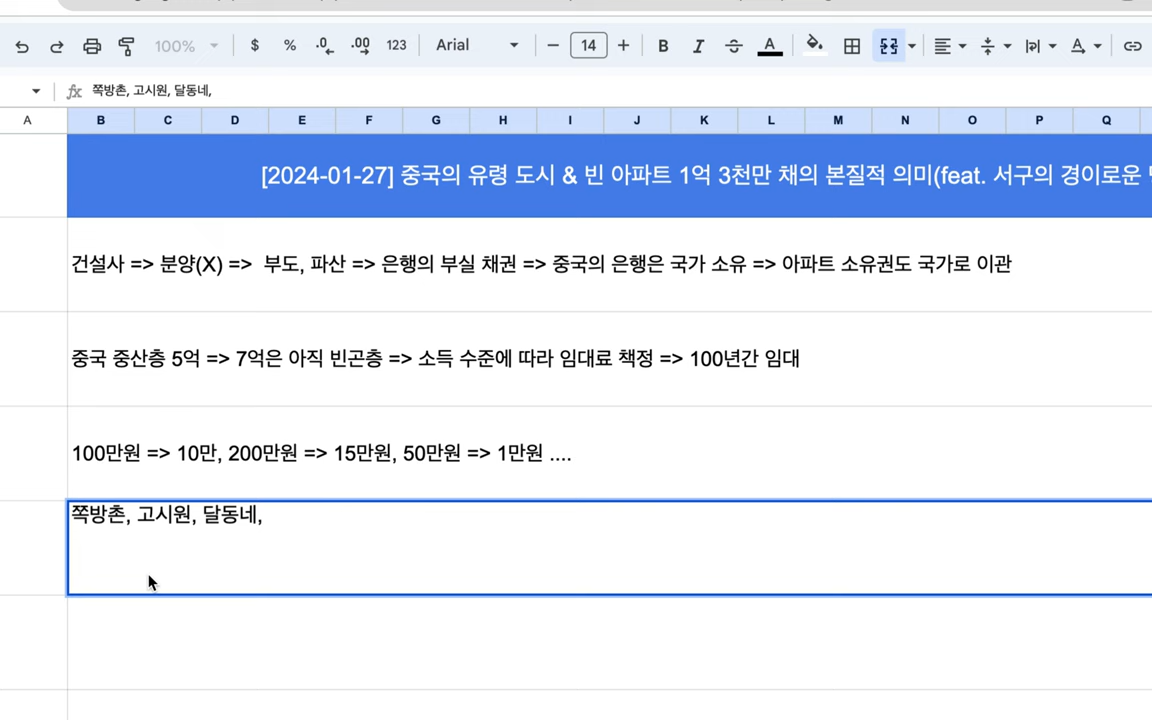 100%
$ % .0 .00 123 Arial 14 B I S A
fx 쪽방촌, 고시원, 달동네,
A B C D E F G H I J K L M N O P Q
[2024-01-27] 중국의 유령 도시 & 빈 아파트 1억 3천만 채의 본질적 의미(feat. 서구의 경이로운
건설사 => 분양(X) => 부도, 파산 => 은행의 부실 채권 => 중국의 은행은 국가 소유 => 아파트 소유권도 국가로 이관
중국 중산층 5억 => 7억은 아직 빈곤층 => 소득 수준에 따라 임대료 책정 => 100년간 임대
100만원 => 10만, 200만원 => 15만원, 50만원 => 1만원 ....
쪽방촌, 고시원, 달동네,